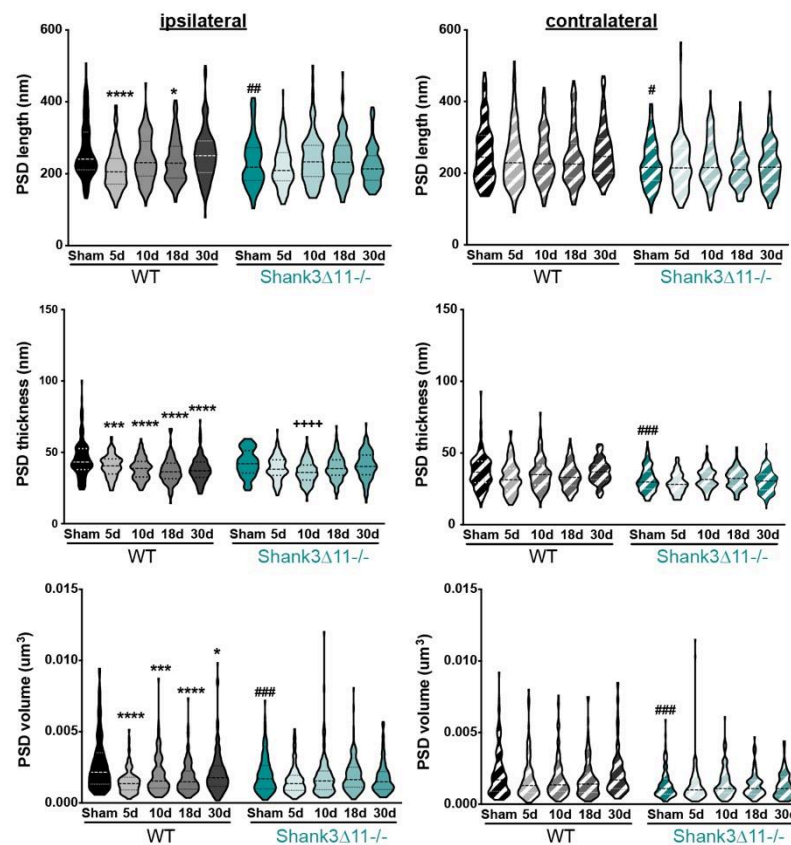 ipsilateral
contralateral
600
400
200
0
PSD length (nm)
****
*
##
Sham 5d 10d 18d 30d Sham 5d 10d 18d 30d
WT Shank3Δ11-/-
600
400
200
0
PSD length (nm)
#
Sham 5d 10d 18d 30d Sham 5d 10d 18d 30d
WT Shank3Δ11-/-
150
100
50
0
PSD thickness (nm)
*** **** **** ****
++++
Sham 5d 10d 18d 30d Sham 5d 10d 18d 30d
WT Shank3Δ11-/-
150
100
50
0
PSD thickness (nm)
###
Sham 5d 10d 18d 30d Sham 5d 10d 18d 30d
WT Shank3Δ11-/-
0.015
0.010
0.005
0.000
PSD volume (um³)
**** *** **** *
###
Sham 5d 10d 18d 30d Sham 5d 10d 18d 30d
WT Shank3Δ11-/-
0.015
0.010
0.005
0.000
PSD volume (um³)
###
Sham 5d 10d 18d 30d Sham 5d 10d 18d 30d
WT Shank3Δ11-/-